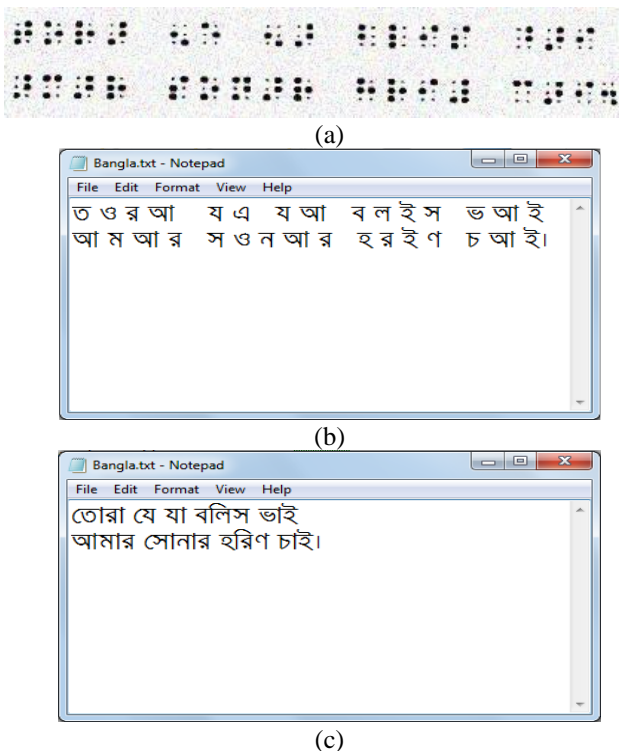 (a)
Bangla.txt - Notepad
File Edit Format View Help
ত ও র আ য এ য আ ব ল ই স ভ আ ই
আ ম আ র স ও ন আ র হ র ই ণ চ আ ই।
(b)
Bangla.txt - Notepad
File Edit Format View Help
তোরা যে যা বলিস ভাই
আমার সোনার হরিণ চাই।
(c)